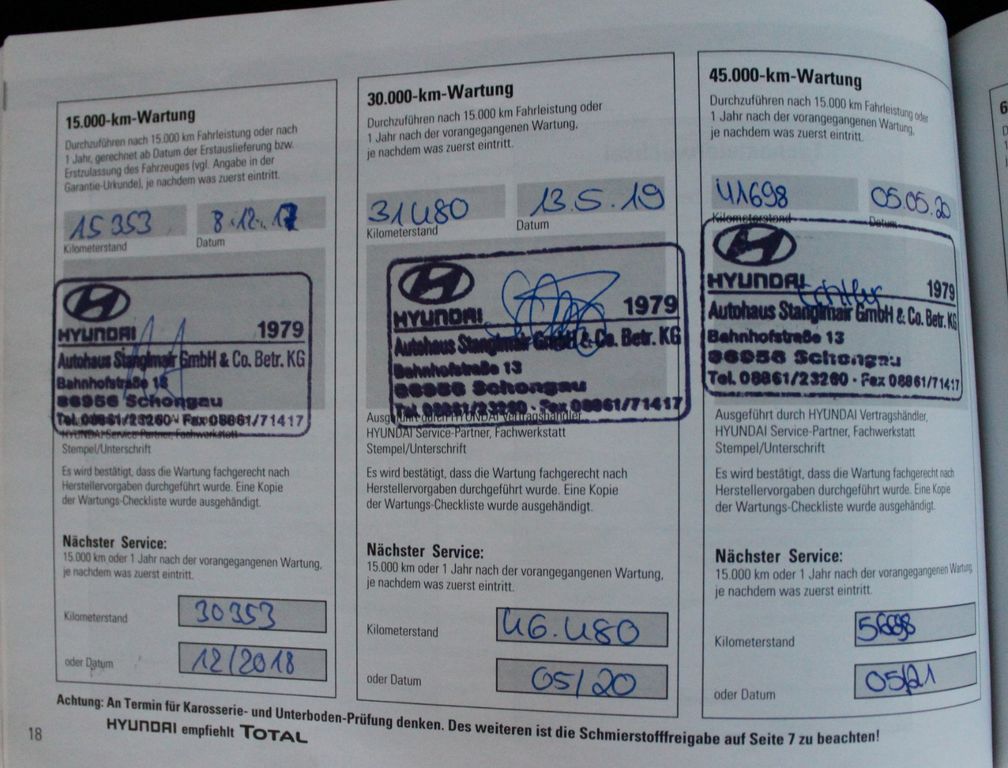 15.000-km-Wartung
Durchzuführen nach 15.000 km Fahrleistung oder nach
1 Jahr, gerechnet ab Datum der Erstauslieferung bzw.
Erstzulassung des Fahrzeuges (vgl. Angabe in der
Garantie-Urkunde), je nachdem was zuerst eintritt.
15 353 8.12.17
Kilometerstand Datum
HYUNDAI 1979
Autohaus Stanglmair GmbH & Co. Betr. KG
Bahnhofstraße 13
86956 Schongau
Tel. 08861/23260 - Fax 08861/71417
HYUNDAI Service-Partner, Fachwerkstatt
Stempel/Unterschrift
Es wird bestätigt, dass die Wartung fachgerecht nach
Herstellervorgaben durchgeführt wurde. Eine Kopie
der Wartungs-Checkliste wurde ausgehändigt.
Nächster Service:
15.000 km oder 1 Jahr nach der vorangegangenen Wartung,
je nachdem was zuerst eintritt.
Kilometerstand 30353
oder Datum 12/2018
30.000-km-Wartung
Durchzuführen nach 15.000 km Fahrleistung oder
1 Jahr nach der vorangegangenen Wartung,
je nachdem was zuerst eintritt.
31480 13.5.19
Kilometerstand Datum
HYUNDAI 1979
Autohaus Stanglmair GmbH & Co. Betr. KG
Bahnhofstraße 13
86956 Schongau
Tel. 08861/23260 - Fax 08861/71417
Ausgeführt durch HYUNDAI Vertragshändler,
HYUNDAI Service-Partner, Fachwerkstatt
Stempel/Unterschrift
Es wird bestätigt, dass die Wartung fachgerecht nach
Herstellervorgaben durchgeführt wurde. Eine Kopie
der Wartungs-Checkliste wurde ausgehändigt.
Nächster Service:
15.000 km oder 1 Jahr nach der vorangegangenen Wartung,
je nachdem was zuerst eintritt.
Kilometerstand 46.480
oder Datum 05/20
45.000-km-Wartung
Durchzuführen nach 15.000 km Fahrleistung oder
1 Jahr nach der vorangegangenen Wartung,
je nachdem was zuerst eintritt.
41698 05.05.20
Kilometerstand Datum
HYUNDAI 1979
Autohaus Stanglmair GmbH & Co. Betr. KG
Bahnhofstraße 13
86956 Schongau
Tel. 08861/23260 - Fax 08861/71417
Ausgeführt durch HYUNDAI Vertragshändler,
HYUNDAI Service-Partner, Fachwerkstatt
Stempel/Unterschrift
Es wird bestätigt, dass die Wartung fachgerecht nach
Herstellervorgaben durchgeführt wurde. Eine Kopie
der Wartungs-Checkliste wurde ausgehändigt.
Nächster Service:
15.000 km oder 1 Jahr nach der vorangegangenen Wartung,
je nachdem was zuerst eintritt.
Kilometerstand 56698
oder Datum 05/21
Achtung: An Termin für Karosserie- und Unterboden-Prüfung denken. Des weiteren ist die Schmierstofffreigabe auf Seite 7 zu beachten!
18 HYUNDAI empfiehlt TOTAL